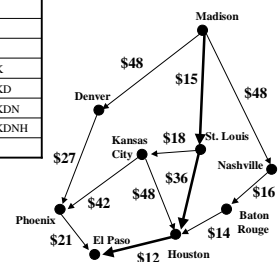 K
KD
KDN
KDNH
Madison
$48
$15
$48
Denver
Kansas
City
$18
St. Louis
Nashville
$27
$42
$48
$36
$16
Baton
Rouge
Phoenix
$21
El Paso
$14
Houston
$12